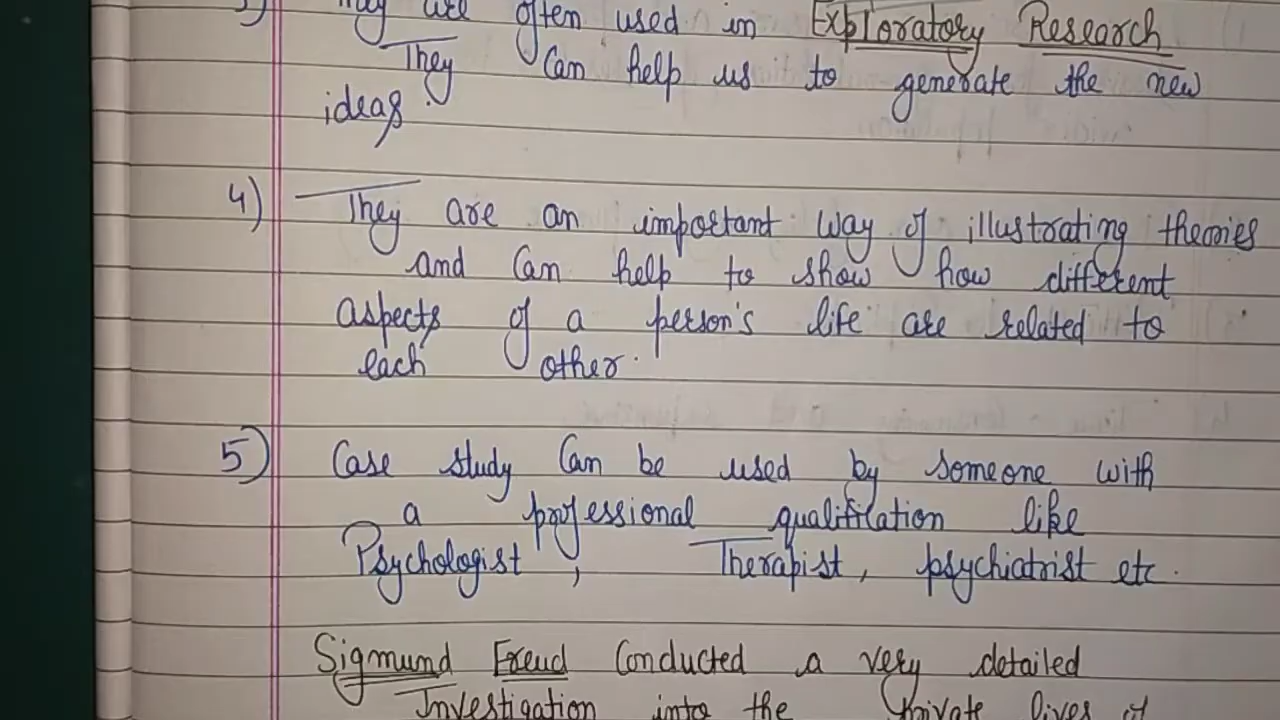 3) They are often used in Exploratory Research
They can help us to generate the new
ideas.
4) They are an important way of illustrating theories
and can help to show how different
aspects of a person's life are related to
each other.
5) Case study can be used by someone with
a professional qualification like
Psychologist, Therapist, psychiatrist etc.
Sigmund Freud conducted a very detailed
Investigation into the private lives of